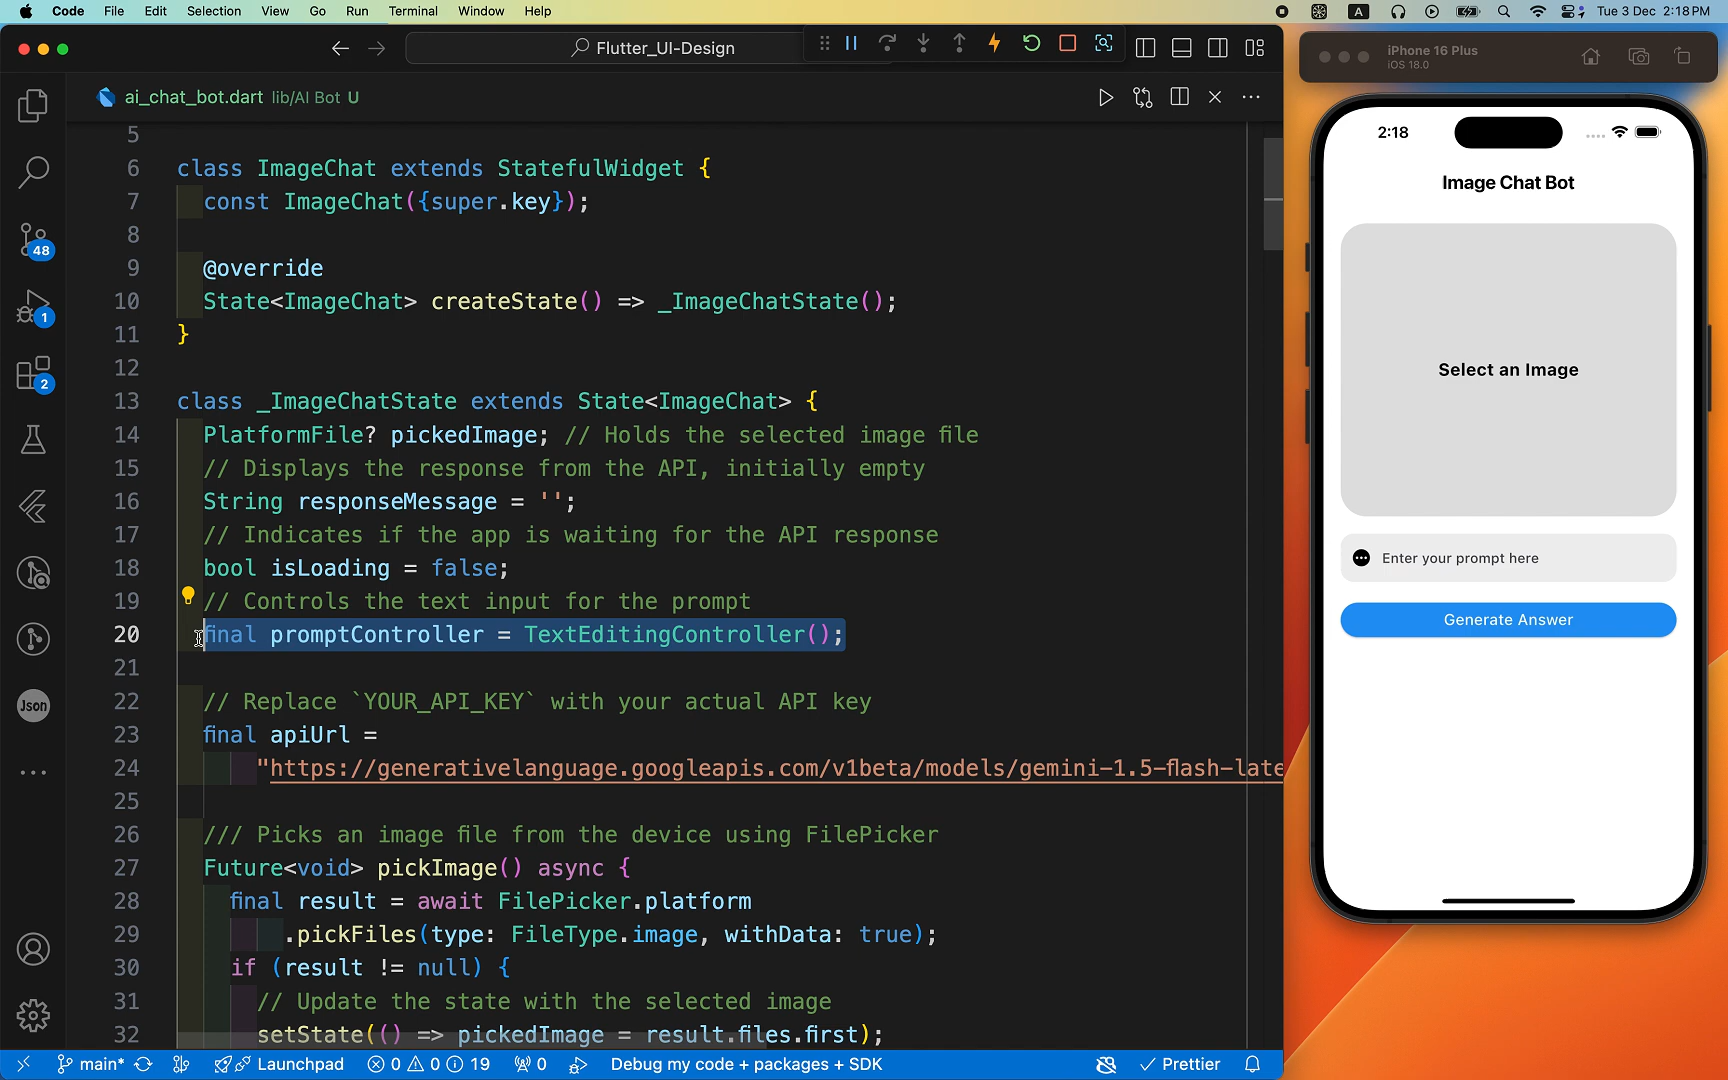 Code File Edit Selection View Go Run Terminal Window Help
A
Tue 3 Dec 2:18 PM
Flutter_UI-Design
ai_chat_bot.dart lib/AI Bot U
48
1
2
Json
5
6 class ImageChat extends StatefulWidget {
7 const ImageChat({super.key});
8
9 @override
10 State<ImageChat> createState() => _ImageChatState();
11 }
12
13 class _ImageChatState extends State<ImageChat> {
14 PlatformFile? pickedImage; // Holds the selected image file
15 // Displays the response from the API, initially empty
16 String responseMessage = '';
17 // Indicates if the app is waiting for the API response
18 bool isLoading = false;
19 // Controls the text input for the prompt
20 final promptController = TextEditingController();
21
22 // Replace `YOUR_API_KEY` with your actual API key
23 final apiUrl =
24 "https://generativelanguage.googleapis.com/v1beta/models/gemini-1.5-flash-late
25
26 /// Picks an image file from the device using FilePicker
27 Future<void> pickImage() async {
28 final result = await FilePicker.platform
29 .pickFiles(type: FileType.image, withData: true);
30 if (result != null) {
31 // Update the state with the selected image
32 setState(() => pickedImage = result.files.first);
main* Launchpad 0 0 19 0 Debug my code + packages + SDK Prettier
iPhone 16 Plus
iOS 18.0
2:18
Image Chat Bot
Select an Image
Enter your prompt here
Generate Answer